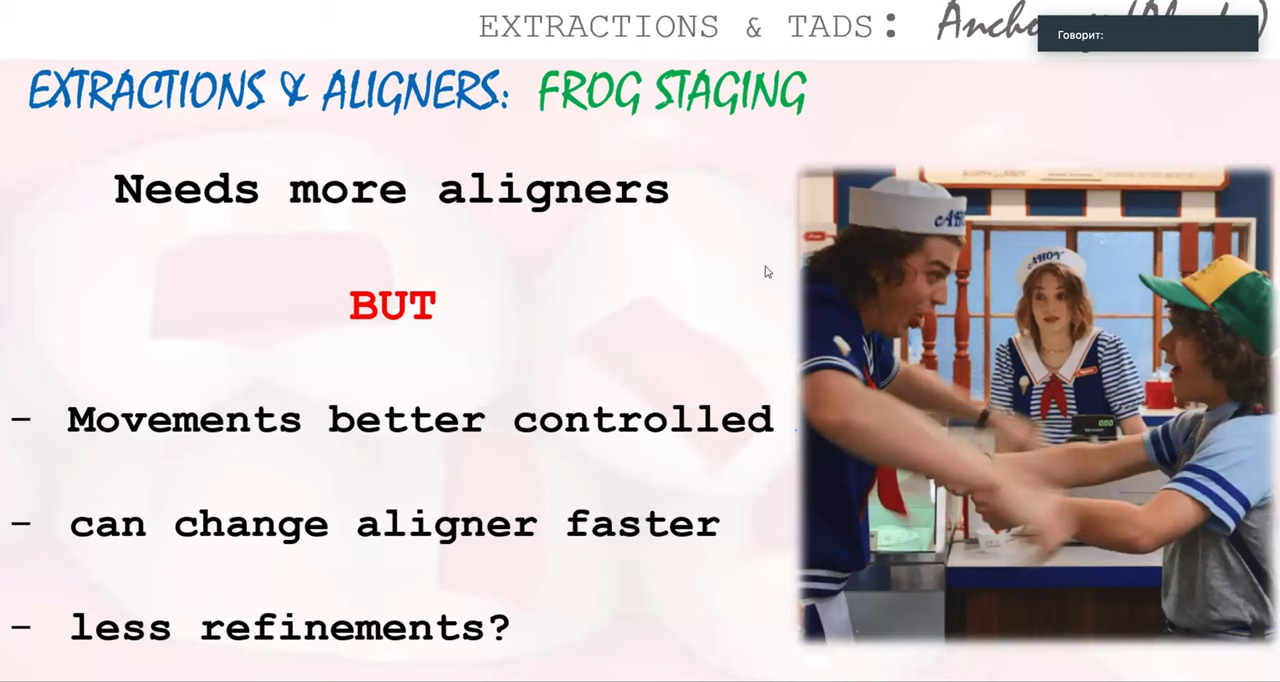 EXTRACTIONS & TADS:
Говорит:
EXTRACTIONS & ALIGNERS: FROG STAGING
Needs more aligners
BUT
- Movements better controlled
- can change aligner faster
- less refinements?
AHOY